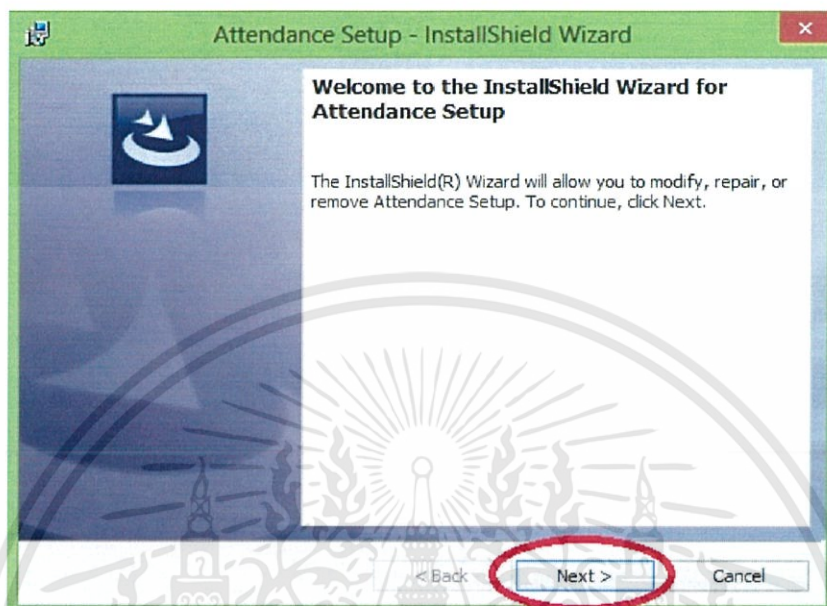 Attendance Setup - InstallShield Wizard
Welcome to the InstallShield Wizard for
Attendance Setup
The InstallShield(R) Wizard will allow you to modify, repair, or
remove Attendance Setup. To continue, click Next.
< Back
Next >
Cancel